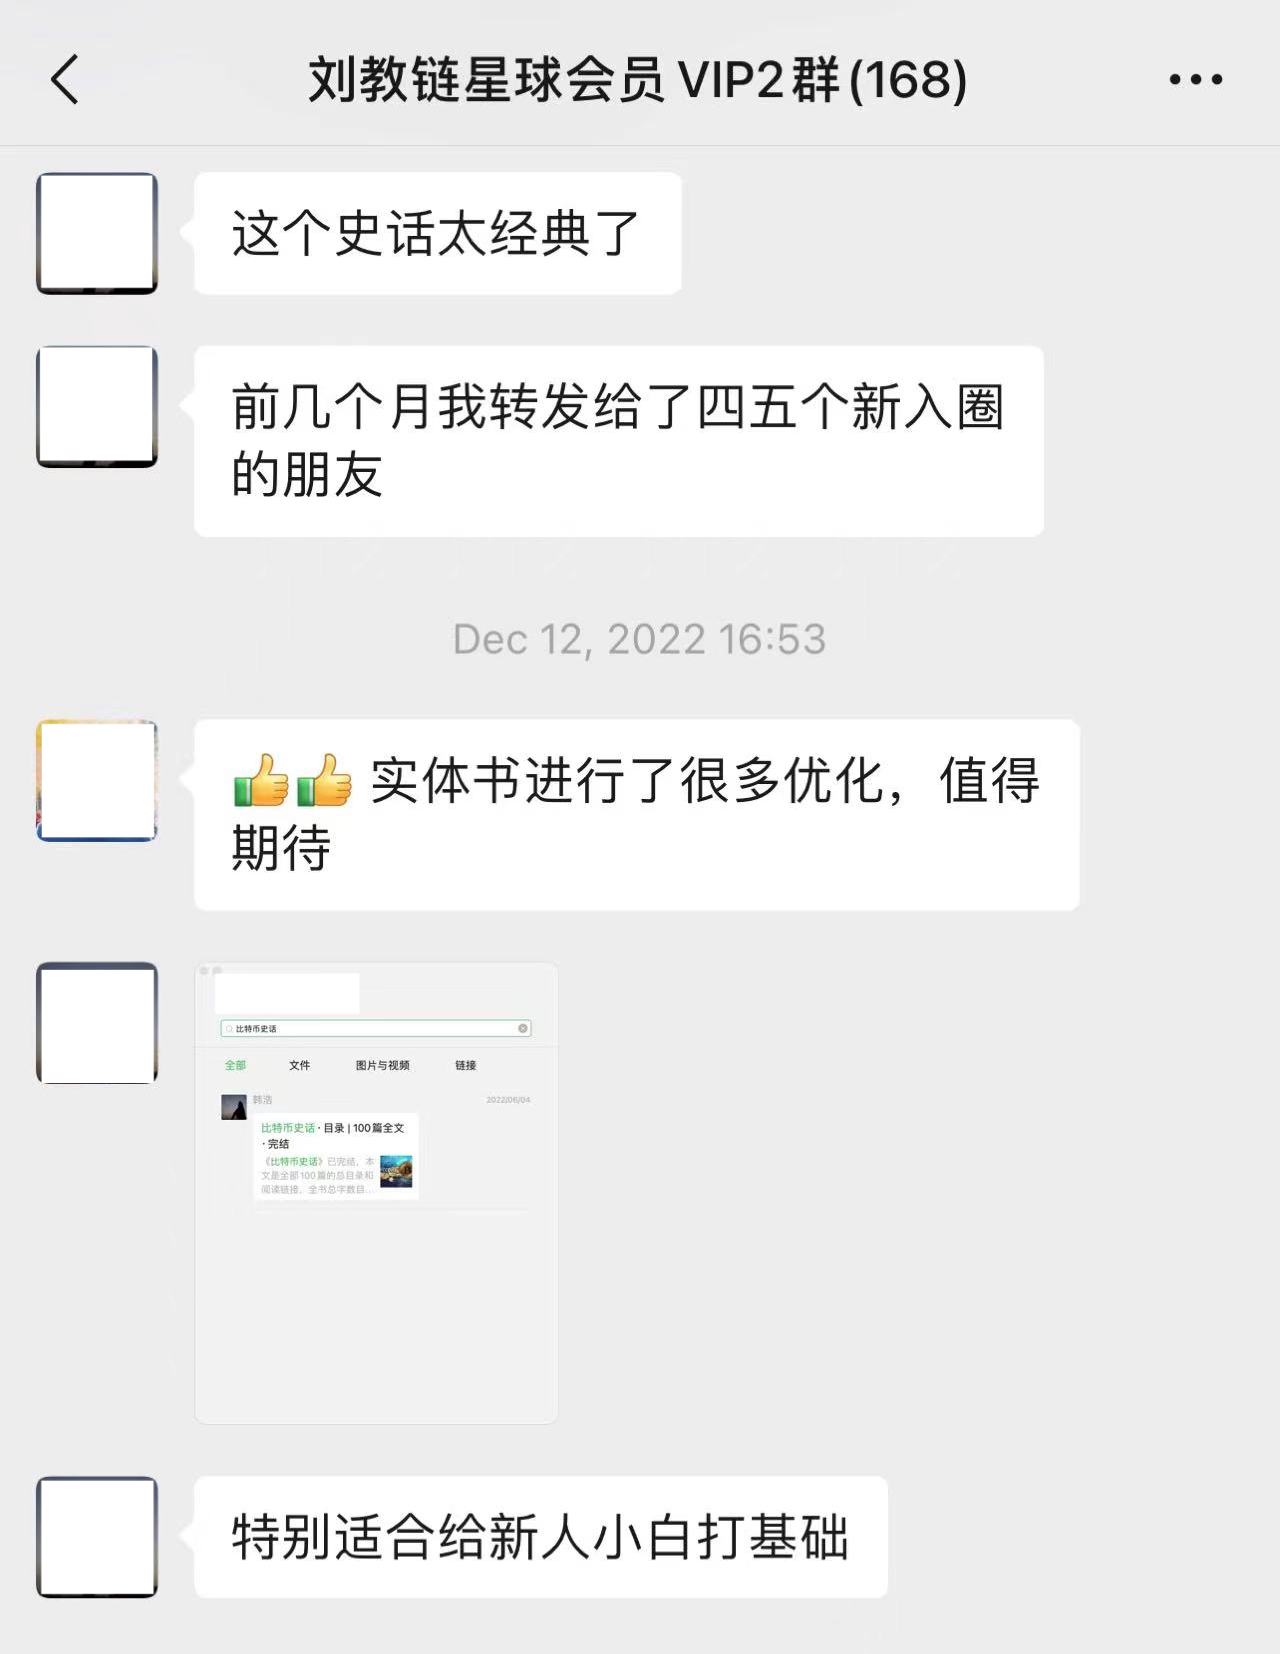 刘教链星球会员VIP2群(168)
这个史话太经典了
前几个月我转发给了四五个新入圈
的朋友
Dec 12, 2022 16:53
👍👍 实体书进行了很多优化，值得
期待
比特币史话
全部 文件 图片与视频 链接
韩浩 2022/06/04
比特币史话 · 目录 | 100篇全文
· 完结
《比特币史话》已完结，本
文是全部100篇的总目录和
阅读链接，全书总字数目...
特别适合给新人小白打基础